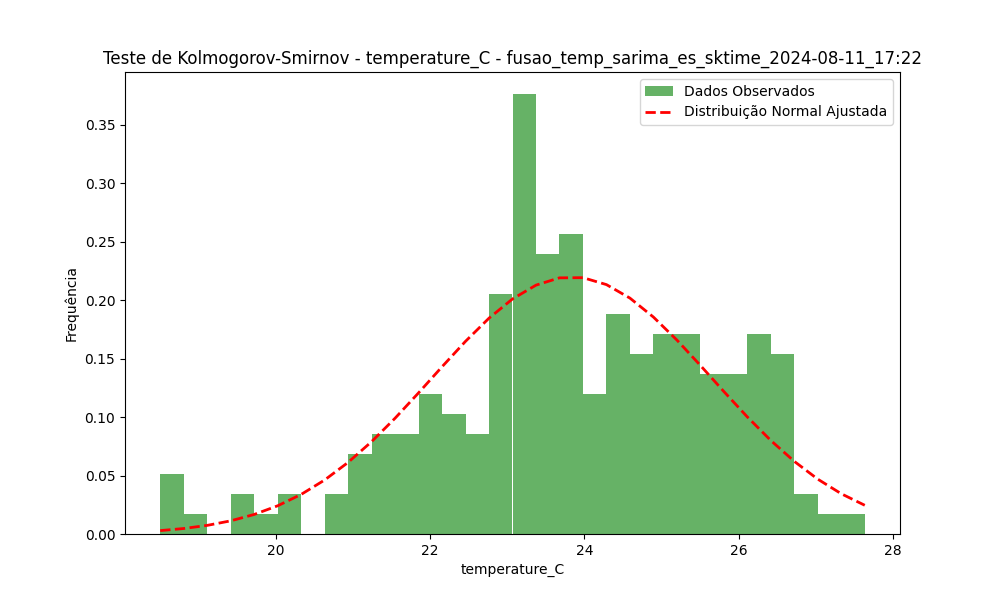 Teste de Kolmogorov-Smirnov - temperature_C - fusao_temp_sarima_es_sktime_2024-08-11_17:22
Dados Observados
Distribuição Normal Ajustada
Frequência
0.35
0.30
0.25
0.20
0.15
0.10
0.05
0.00
20
22
24
26
28
temperature_C